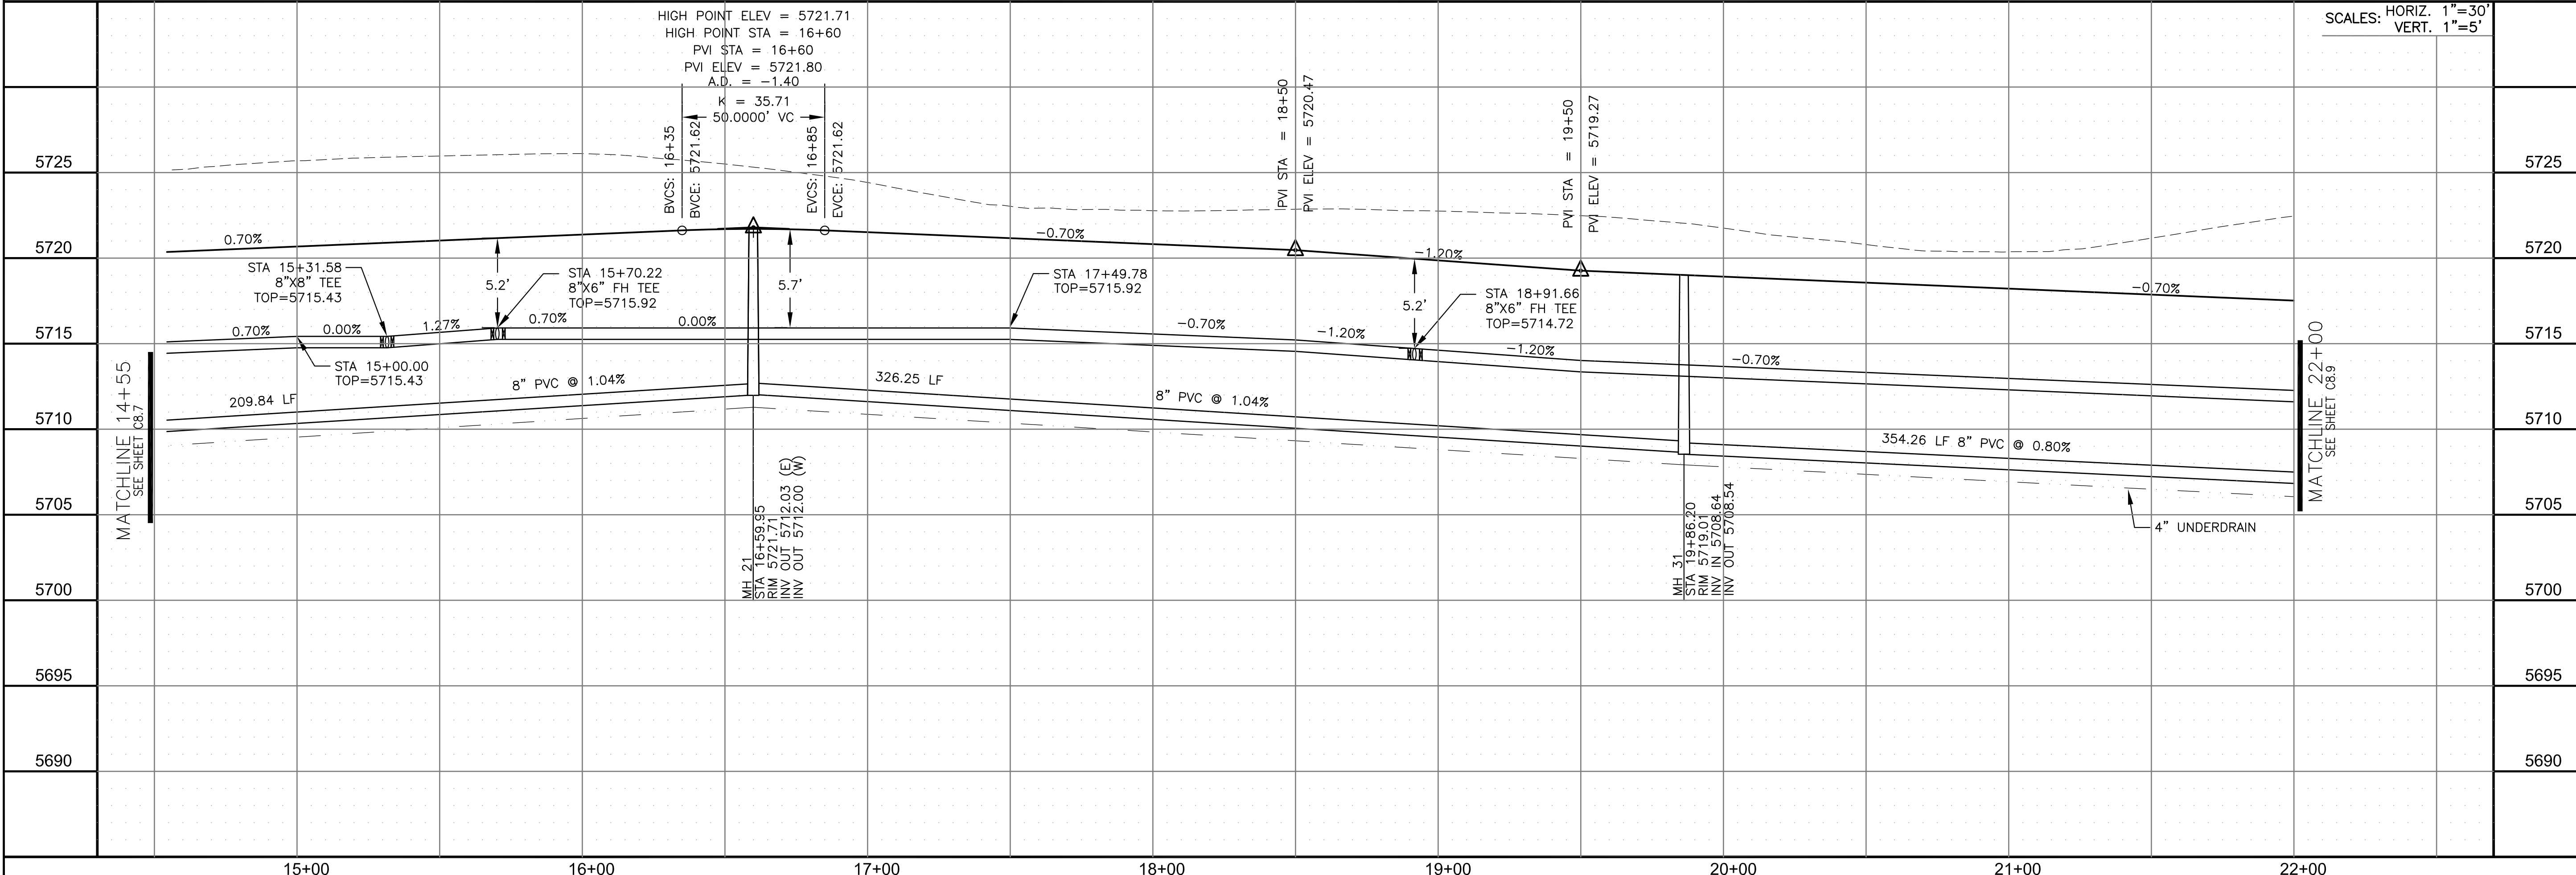 SCALES: HORIZ. 1"=30'
VERT. 1"=5'
HIGH POINT ELEV = 5721.71
HIGH POINT STA = 16+60
PVI STA = 16+60
PVI ELEV = 5721.80
A.D. = -1.40
K = 35.71
50.0000' VC
BVCS: 16+35
BVCE: 5721.62
EVCS: 16+85
EVCE: 5721.62
PVI STA = 18+50
PVI ELEV = 5720.47
PVI STA = 19+50
PVI ELEV = 5719.27
5725
5725
5720
5720
5715
5715
5710
5710
5705
5705
5700
5700
5695
5695
5690
5690
0.70%
-0.70%
-1.20%
-0.70%
STA 15+31.58
8"X8" TEE
TOP=5715.43
5.2'
STA 15+70.22
8"X6" FH TEE
TOP=5715.92
5.7'
STA 17+49.78
TOP=5715.92
5.2'
STA 18+91.66
8"X6" FH TEE
TOP=5714.72
0.70%
0.00%
1.27%
0.70%
0.00%
-0.70%
-1.20%
-1.20%
-0.70%
STA 15+00.00
TOP=5715.43
209.84 LF
8" PVC @ 1.04%
326.25 LF
8" PVC @ 1.04%
354.26 LF 8" PVC @ 0.80%
MATCHLINE 14+55
SEE SHEET C8.7
MATCHLINE 22+00
SEE SHEET C8.9
MH 21
STA 16+59.95
RIM 5721.71
INV OUT 5712.03 (E)
INV OUT 5712.00 (W)
MH 31
STA 19+86.20
RIM 5719.01
INV IN 5708.64
INV OUT 5708.54
4" UNDERDRAIN
15+00
16+00
17+00
18+00
19+00
20+00
21+00
22+00